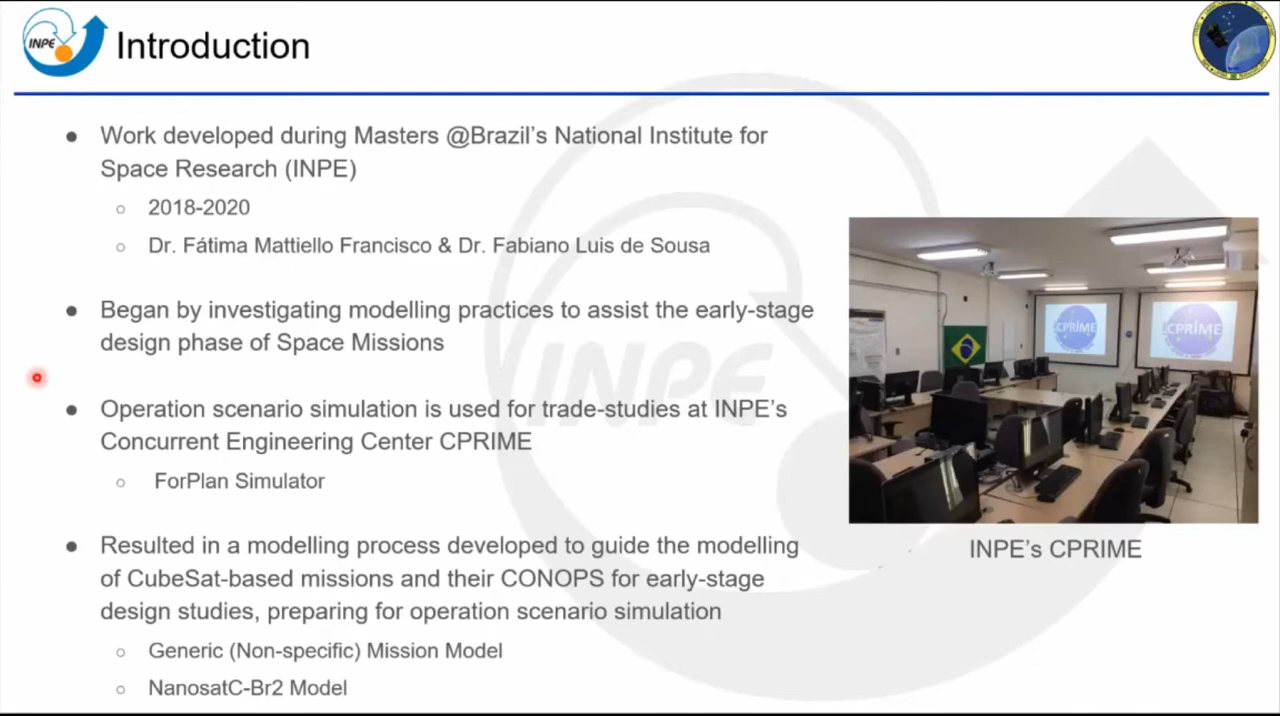 INPE
Introduction
● Work developed during Masters @Brazil's National Institute for
Space Research (INPE)
○ 2018-2020
○ Dr. Fátima Mattiello Francisco & Dr. Fabiano Luis de Sousa
● Began by investigating modelling practices to assist the early-stage
design phase of Space Missions
● Operation scenario simulation is used for trade-studies at INPE's
Concurrent Engineering Center CPRIME
○ ForPlan Simulator
● Resulted in a modelling process developed to guide the modelling
of CubeSat-based missions and their CONOPS for early-stage
design studies, preparing for operation scenario simulation
○ Generic (Non-specific) Mission Model
○ NanosatC-Br2 Model
INPE
CPRIME
CPRIME
INPE's CPRIME